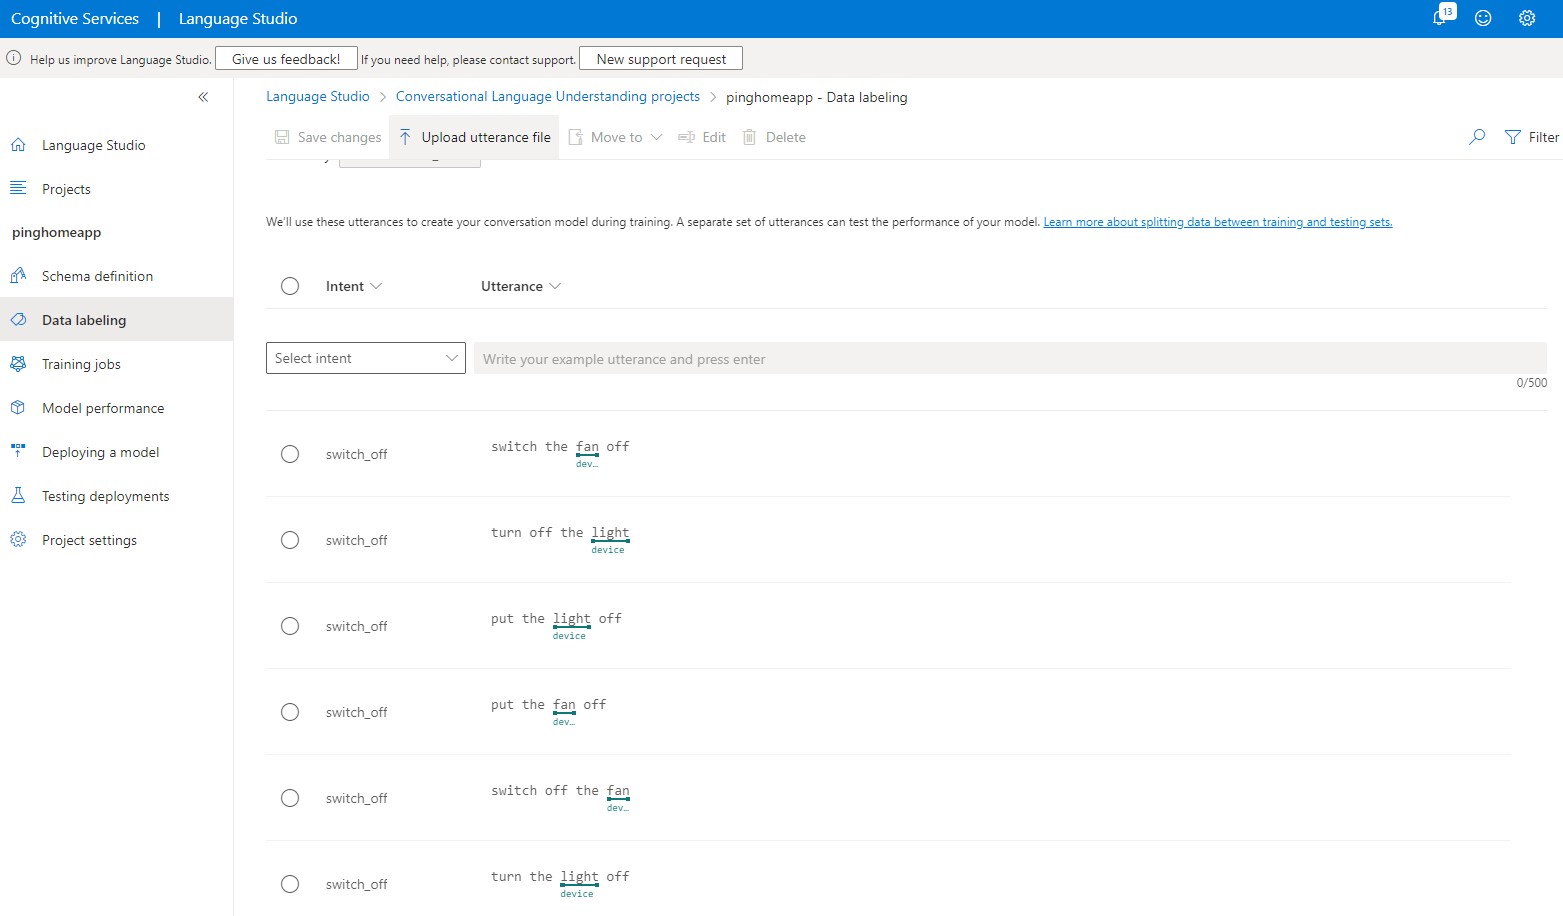 Cognitive Services | Language Studio 13
Help us improve Language Studio. Give us feedback! If you need help, please contact support. New support request
Language Studio
Projects
pinghomeapp
Schema definition
Data labeling
Training jobs
Model performance
Deploying a model
Testing deployments
Project settings
Language Studio > Conversational Language Understanding projects > pinghomeapp - Data labeling
Save changes Upload utterance file Move to Edit Delete Filter
We'll use these utterances to create your conversation model during training. A separate set of utterances can test the performance of your model. Learn more about splitting data between training and testing sets.
Intent Utterance
Select intent Write your example utterance and press enter
0/500
switch_off switch the fan off
dev...
switch_off turn off the light
device
switch_off put the light off
device
switch_off put the fan off
dev...
switch_off switch off the fan
dev...
switch_off turn the light off
device